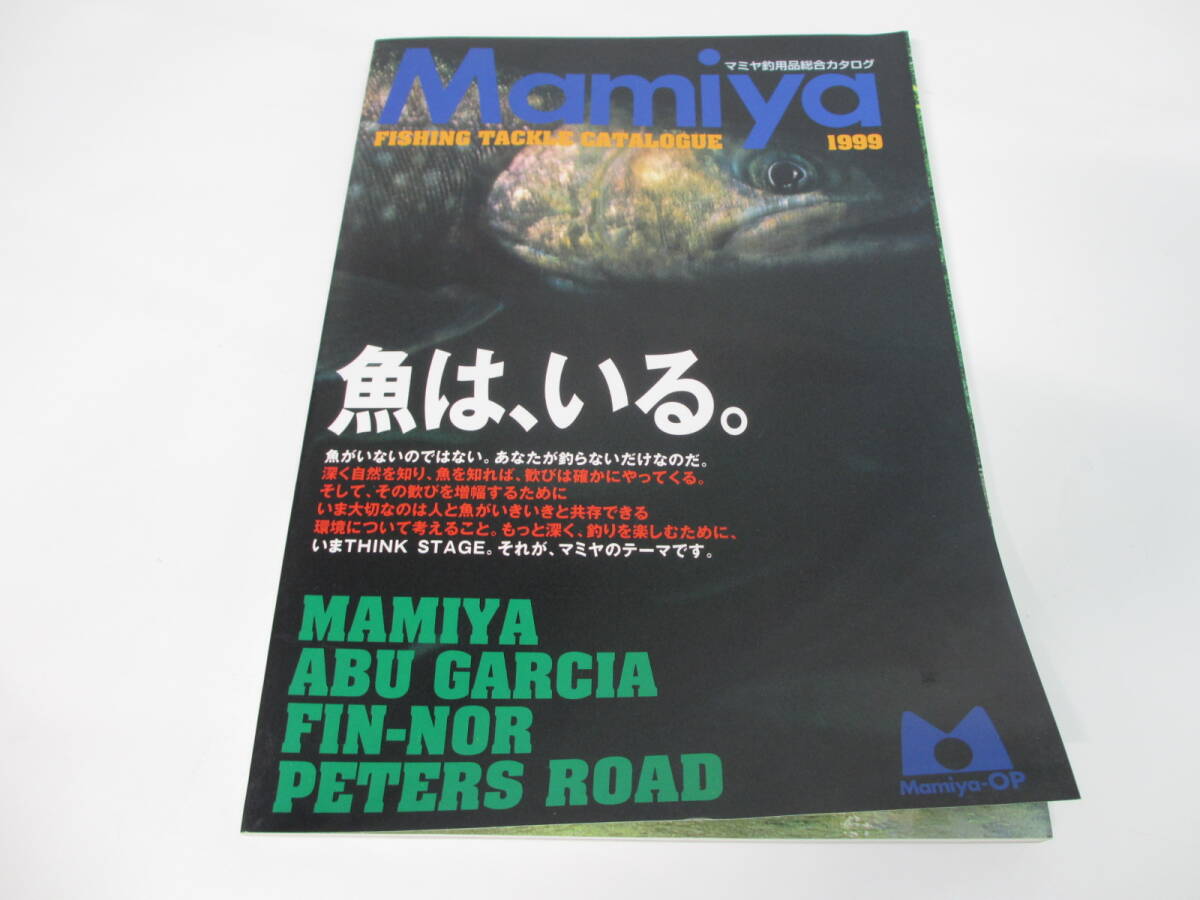 マミヤ釣用品総合カタログ
Mamiya
FISHING TACKLE CATALOGUE 1999
魚は、いる。
魚がいないのではない。あなたが釣らないだけなのだ。
深く自然を知り、魚を知れば、歓びは確かにやってくる。
そして、その歓びを増幅するために
いま大切なのは人と魚がいきいきと共存できる
環境について考えること。もっと深く、釣りを楽しむために、
いまTHINK STAGE。それが、マミヤのテーマです。
MAMIYA
ABU GARCIA
FIN-NOR
PETERS ROAD
Mamiya-OP